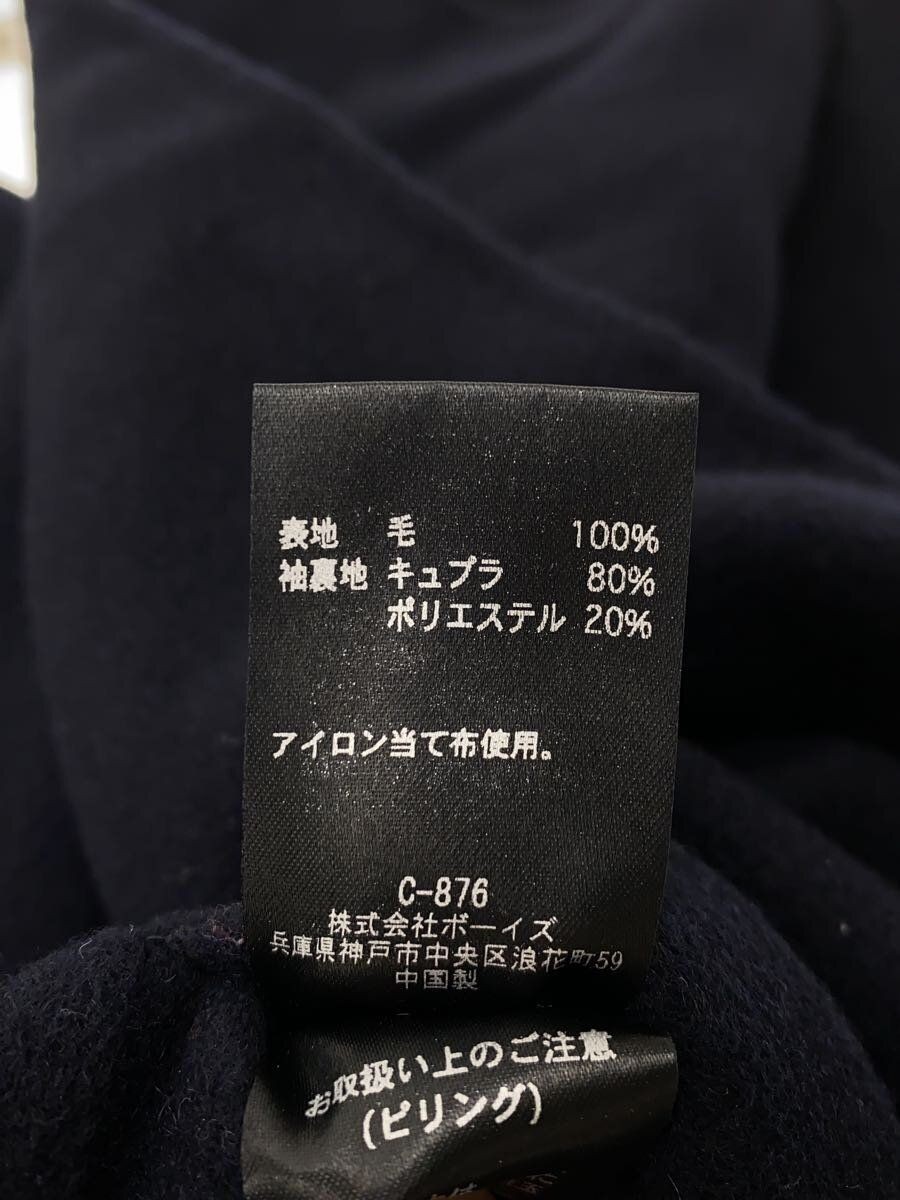 表地 毛 100%
袖裏地 キュプラ 80%
ポリエステル 20%
アイロン当て布使用。
C-876
株式会社ボーイズ
兵庫県神戸市中央区浪花町59
中国製
お取扱い上のご注意
(ピリング)